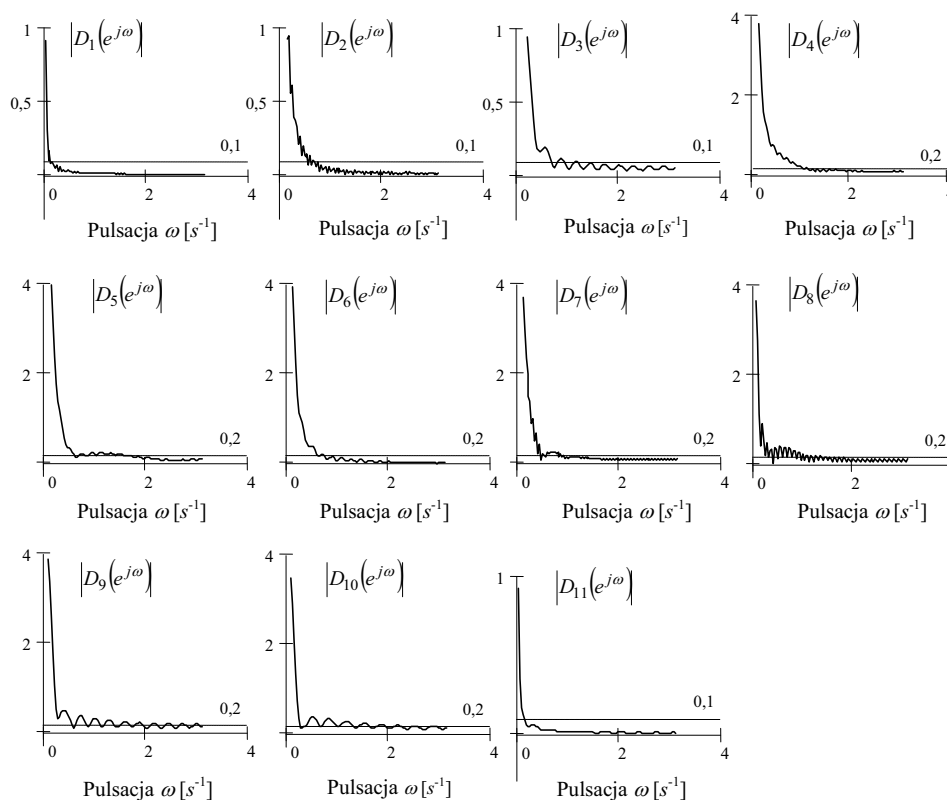 1 |D₁(e^{jω})| 1 |D₂(e^{jω})| 1 |D₃(e^{jω})| 4 |D₄(e^{jω})|
0,5 0,5 0,5 2
0,1 0,1 0,1 0,2
0 0 0
0 2 4 0 2 4 0 2 4 0 2 4
Pulsacja ω [s⁻¹] Pulsacja ω [s⁻¹] Pulsacja ω [s⁻¹] Pulsacja ω [s⁻¹]
4 |D₅(e^{jω})| 4 |D₆(e^{jω})| 4 |D₇(e^{jω})| 4 |D₈(e^{jω})|
2 2 2 2
0,2 0,2 0,2 0,2
0 2 4 0 2 4 0 2 4 0 2
Pulsacja ω [s⁻¹] Pulsacja ω [s⁻¹] Pulsacja ω [s⁻¹] Pulsacja ω [s⁻¹]
4 |D₉(e^{jω})| 4 |D₁₀(e^{jω})| 1 |D₁₁(e^{jω})|
2 2
0,2 0,2 0,1
0
0 2 4 0 2 4 0 2 4
Pulsacja ω [s⁻¹] Pulsacja ω [s⁻¹] Pulsacja ω [s⁻¹]